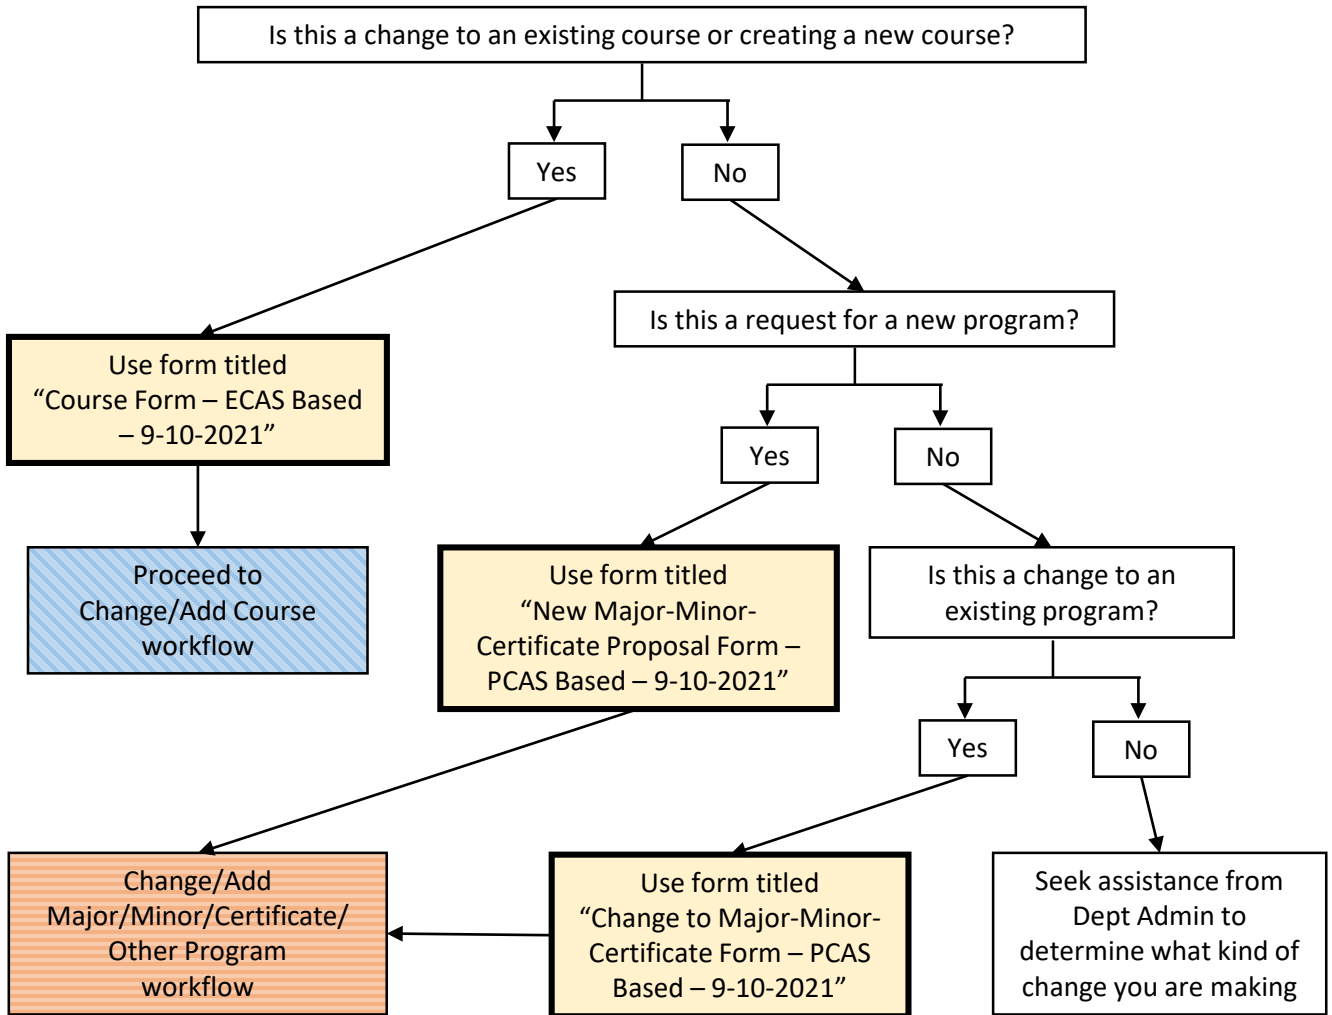 Is this a change to an existing course or creating a new course?
Yes
No
Is this a request for a new program?
Use form titled
“Course Form – ECAS Based
– 9-10-2021”
Yes
No
Proceed to
Change/Add Course
workflow
Use form titled
“New Major-Minor-
Certificate Proposal Form –
PCAS Based – 9-10-2021”
Is this a change to an
existing program?
Yes
No
Change/Add
Major/Minor/Certificate/
Other Program
workflow
Use form titled
“Change to Major-Minor-
Certificate Form – PCAS
Based – 9-10-2021”
Seek assistance from
Dept Admin to
determine what kind of
change you are making